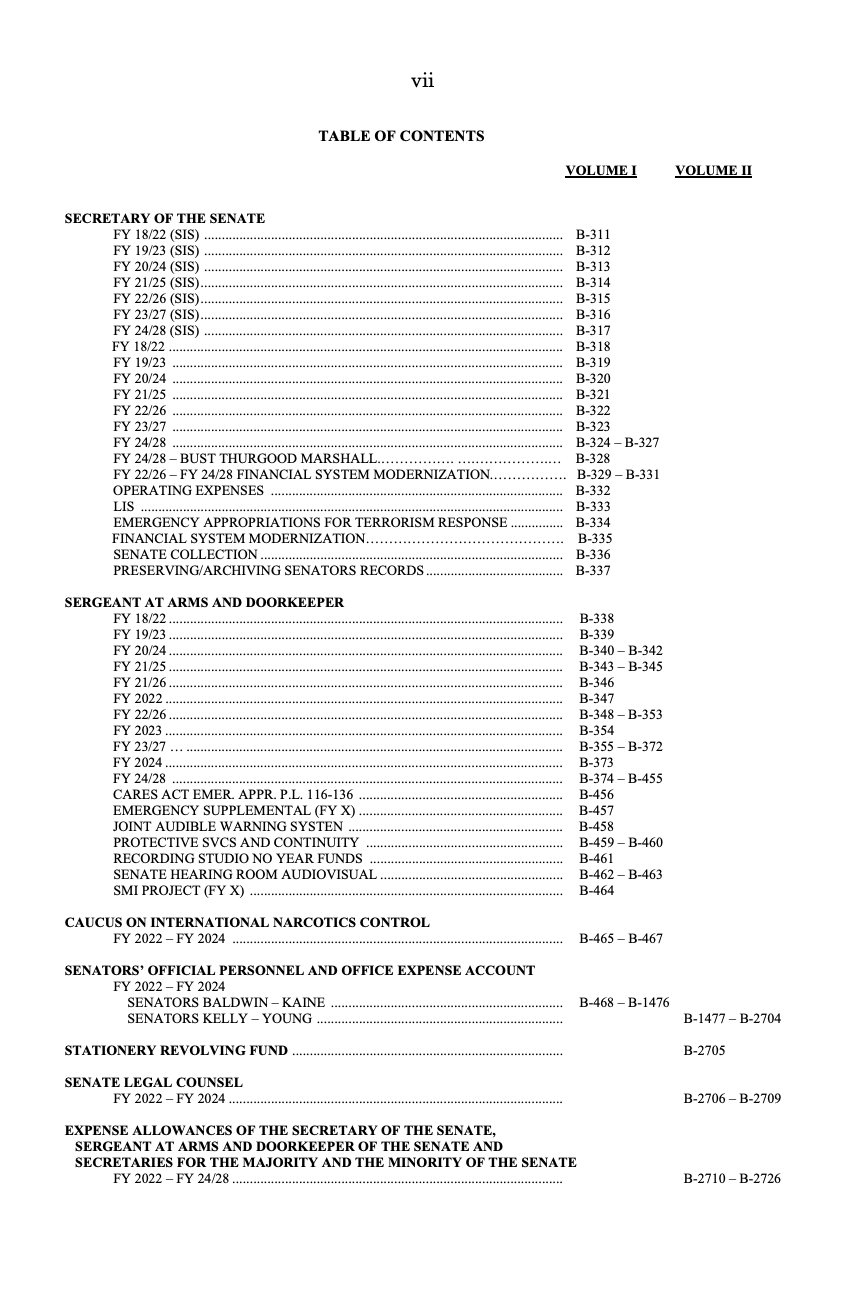 vii
TABLE OF CONTENTS
VOLUME I VOLUME II
SECRETARY OF THE SENATE
FY 18/22 (SIS) ........................................ B-311
FY 19/23 (SIS) ........................................ B-312
FY 20/24 (SIS) ........................................ B-313
FY 21/25 (SIS)........................................ B-314
FY 22/26 (SIS)........................................ B-315
FY 23/27 (SIS)........................................ B-316
FY 24/28 (SIS) ........................................ B-317
FY 18/22 ........................................ B-318
FY 19/23 ........................................ B-319
FY 20/24 ........................................ B-320
FY 21/25 ........................................ B-321
FY 22/26 ........................................ B-322
FY 23/27 ........................................ B-323
FY 24/28 ........................................ B-324 – B-327
FY 24/28 – BUST THURGOOD MARSHALL…………… ………………….. B-328
FY 22/26 – FY 24/28 FINANCIAL SYSTEM MODERNIZATION……………. B-329 – B-331
OPERATING EXPENSES ........................................ B-332
LIS ........................................ B-333
EMERGENCY APPROPRIATIONS FOR TERRORISM RESPONSE ............... B-334
FINANCIAL SYSTEM MODERNIZATION………………………………… B-335
SENATE COLLECTION ........................................ B-336
PRESERVING/ARCHIVING SENATORS RECORDS ........................................ B-337
SERGEANT AT ARMS AND DOORKEEPER
FY 18/22 ........................................ B-338
FY 19/23 ........................................ B-339
FY 20/24 ........................................ B-340 – B-342
FY 21/25 ........................................ B-343 – B-345
FY 21/26 ........................................ B-346
FY 2022 ........................................ B-347
FY 22/26 ........................................ B-348 – B-353
FY 2023 ........................................ B-354
FY 23/27 … ........................................ B-355 – B-372
FY 2024 ........................................ B-373
FY 24/28 ........................................ B-374 – B-455
CARES ACT EMER. APPR. P.L. 116-136 ........................................ B-456
EMERGENCY SUPPLEMENTAL (FY X) ........................................ B-457
JOINT AUDIBLE WARNING SYSTEN ........................................ B-458
PROTECTIVE SVCS AND CONTINUITY ........................................ B-459 – B-460
RECORDING STUDIO NO YEAR FUNDS ........................................ B-461
SENATE HEARING ROOM AUDIOVISUAL ........................................ B-462 – B-463
SMI PROJECT (FY X) ........................................ B-464
CAUCUS ON INTERNATIONAL NARCOTICS CONTROL
FY 2022 – FY 2024 ........................................ B-465 – B-467
SENATORS’ OFFICIAL PERSONNEL AND OFFICE EXPENSE ACCOUNT
FY 2022 – FY 2024
SENATORS BALDWIN – KAINE ........................................ B-468 – B-1476
SENATORS KELLY – YOUNG ........................................ B-1477 – B-2704
STATIONERY REVOLVING FUND ........................................ B-2705
SENATE LEGAL COUNSEL
FY 2022 – FY 2024 ........................................ B-2706 – B-2709
EXPENSE ALLOWANCES OF THE SECRETARY OF THE SENATE,
SERGEANT AT ARMS AND DOORKEEPER OF THE SENATE AND
SECRETARIES FOR THE MAJORITY AND THE MINORITY OF THE SENATE
FY 2022 – FY 24/28 ........................................ B-2710 – B-2726